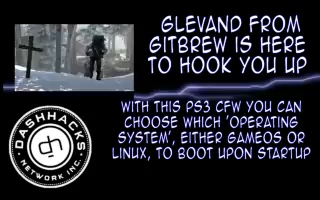 GLEVAND FROM
GITBREW IS HERE
TO HOOK YOU UP
WITH THIS PS3 CFW YOU CAN
CHOOSE WHICH 'OPERATING
SYSTEM', EITHER GAMEOS OR
LINUX, TO BOOT UPON STARTUP
DASHHACKS
dh
NETWORK INC.